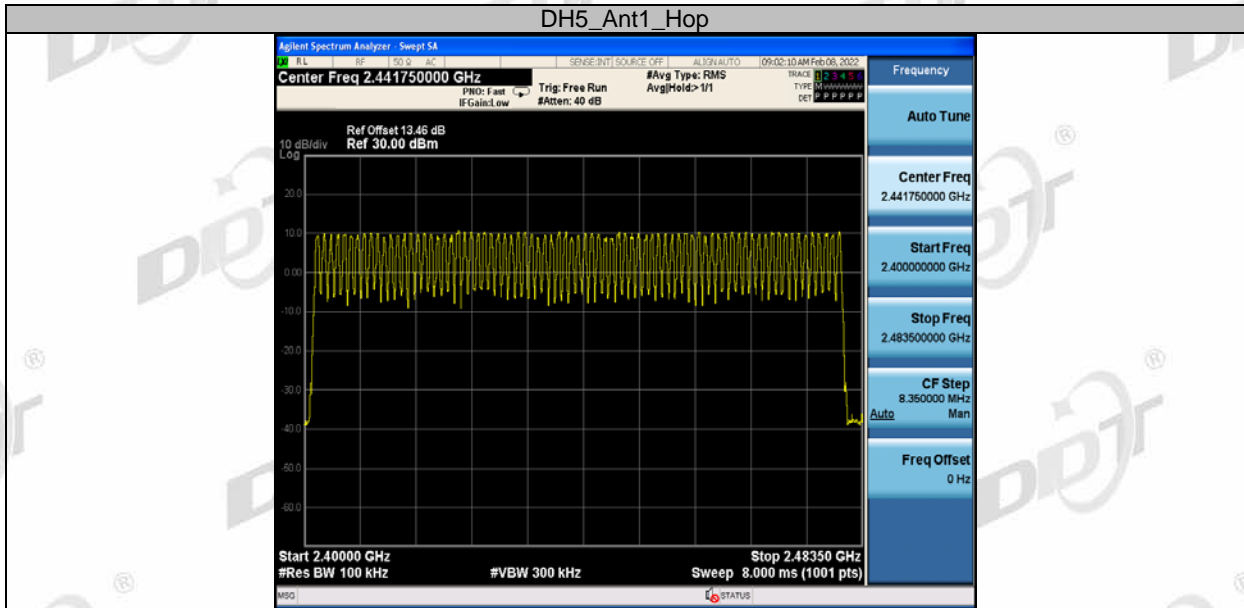 DH5_Ant1_Hop
Agilent Spectrum Analyzer - Swept SA
RL RF 50 Ω AC SENSE:INT SOURCE OFF ALIGN AUTO 09:02:10 AM Feb 08, 2022
Center Freq 2.441750000 GHz
PNO: Fast
IFGain:Low
Trig: Free Run
#Atten: 40 dB
#Avg Type: RMS
Avg|Hold:> 1/1
TRACE 1 2 3 4 5 6
TYPE M
DET P P P P P P
Ref Offset 13.46 dB
10 dB/div Ref 30.00 dBm
Log
20.0
10.0
0.00
-10.0
-20.0
-30.0
-40.0
-50.0
-60.0
Start 2.40000 GHz Stop 2.48350 GHz
#Res BW 100 kHz #VBW 300 kHz Sweep 8.000 ms (1001 pts)
MSG STATUS
Frequency
Auto Tune
Center Freq
2.441750000 GHz
Start Freq
2.400000000 GHz
Stop Freq
2.483500000 GHz
CF Step
8.350000 MHz
Auto Man
Freq Offset
0 Hz